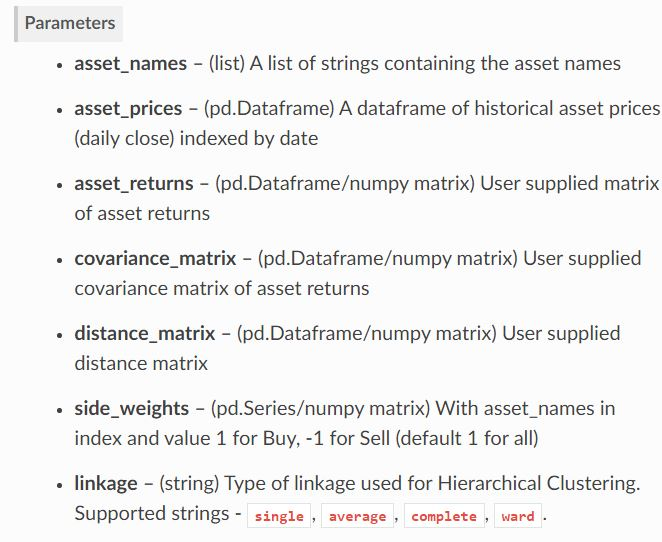 Parameters
• asset_names – (list) A list of strings containing the asset names
• asset_prices – (pd.Dataframe) A dataframe of historical asset prices
(daily close) indexed by date
• asset_returns – (pd.Dataframe/numpy matrix) User supplied matrix
of asset returns
• covariance_matrix – (pd.Dataframe/numpy matrix) User supplied
covariance matrix of asset returns
• distance_matrix – (pd.Dataframe/numpy matrix) User supplied
distance matrix
• side_weights – (pd.Series/numpy matrix) With asset_names in
index and value 1 for Buy, -1 for Sell (default 1 for all)
• linkage – (string) Type of linkage used for Hierarchical Clustering.
Supported strings - single, average, complete, ward.